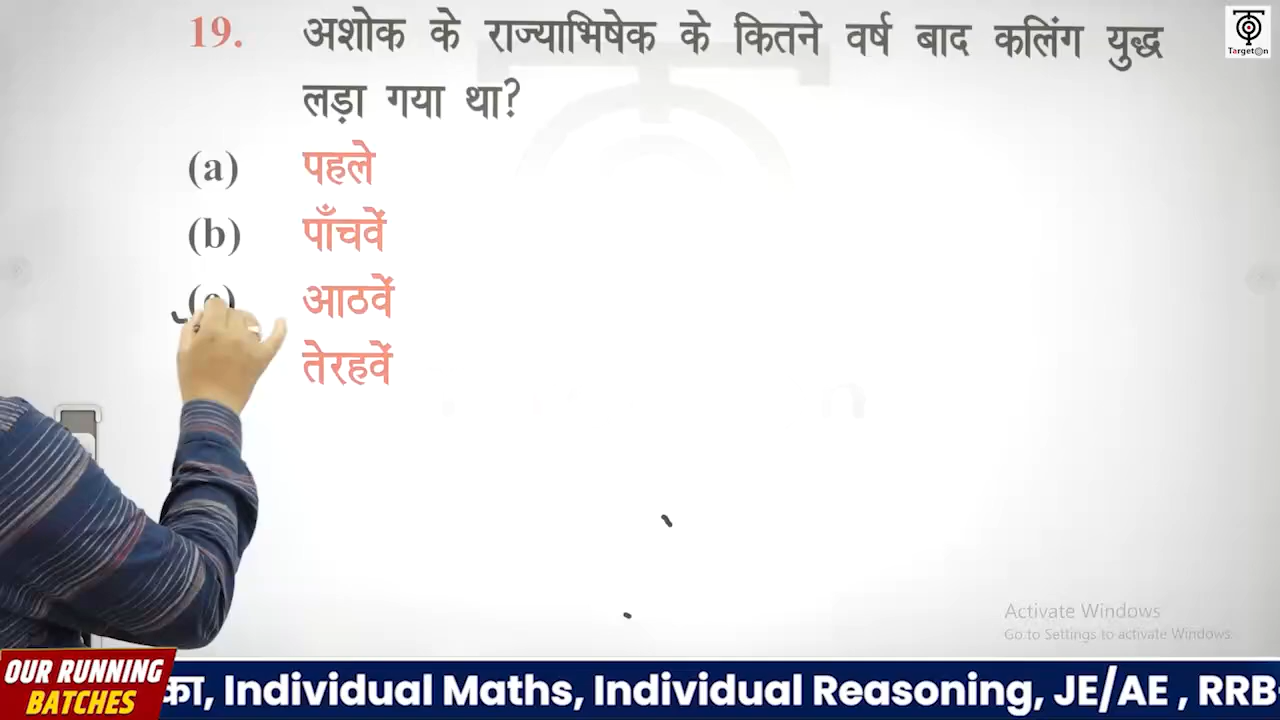 19. अशोक के राज्याभिषेक के कितने वर्ष बाद कलिंग युद्ध
लड़ा गया था?
(a) पहले
(b) पाँचवें
(c) आठवें
तेरहवें
Target@n
Activate Windows
Go to Settings to activate Windows.
OUR RUNNING
BATCHES
का, Individual Maths, Individual Reasoning, JE/AE , RRB